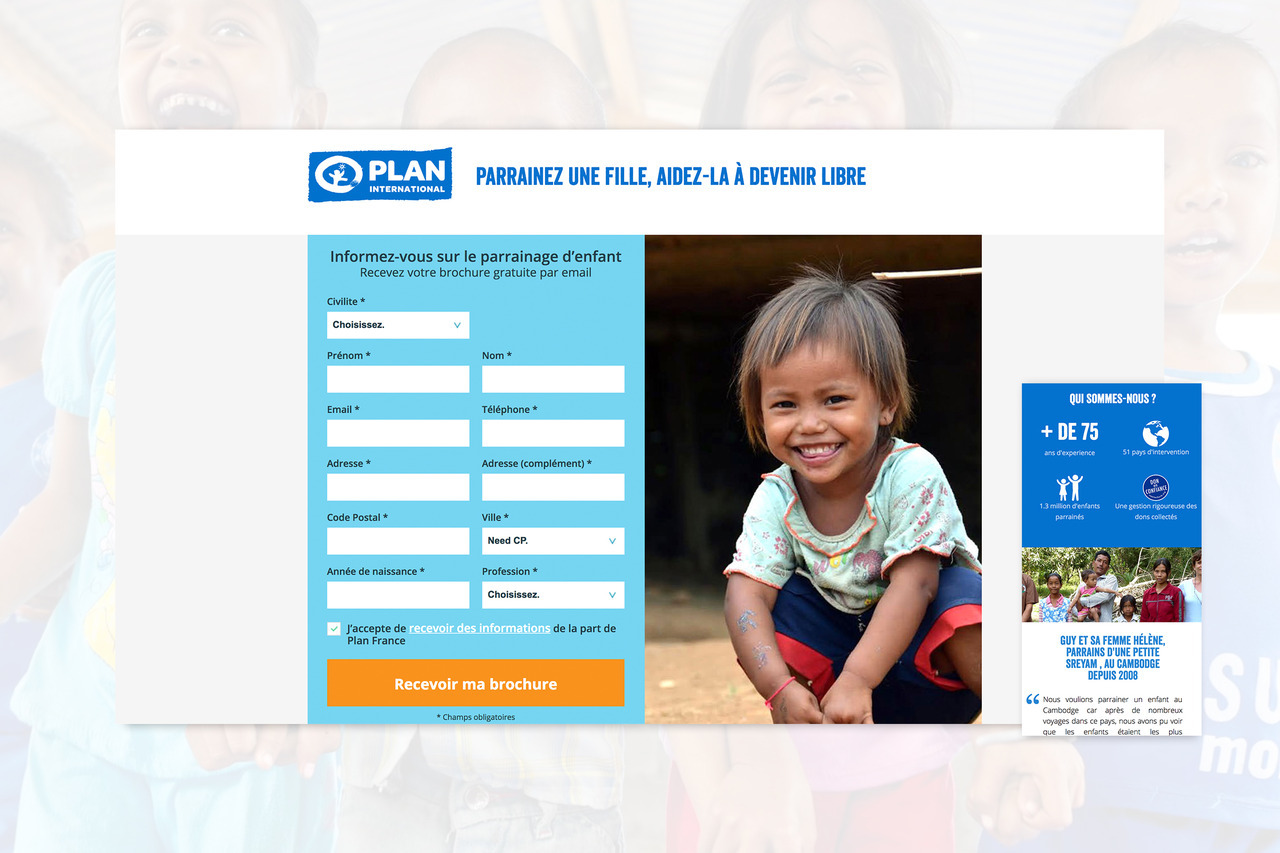 PLAN
INTERNATIONAL
PARRAINEZ UNE FILLE, AIDEZ-LA À DEVENIR LIBRE
Informez-vous sur le parrainage d’enfant
Recevez votre brochure gratuite par email
Civilite *
Choisissez.
Prénom * Nom *
Email * Téléphone *
Adresse * Adresse (complément) *
Code Postal * Ville *
Need CP.
Année de naissance * Profession *
Choisissez.
J’accepte de recevoir des informations de la part de
Plan France
Recevoir ma brochure
* Champs obligatoires
QUI SOMMES-NOUS ?
+ DE 75
ans d'experience
51 pays d'intervention
DON
EN
CONFIANCE
1.3 million d'enfants
parrainés
Une gestion rigoureuse des
dons collectés
GUY ET SA FEMME HÉLÈNE,
PARRAINS D'UNE PETITE
SREYAM , AU CAMBODGE
DEPUIS 2008
“ Nous voulions parrainer un enfant au
Cambodge car après de nombreux
voyages dans ce pays, nous avons pu voir
que les enfants étaient les plus
SU
mo